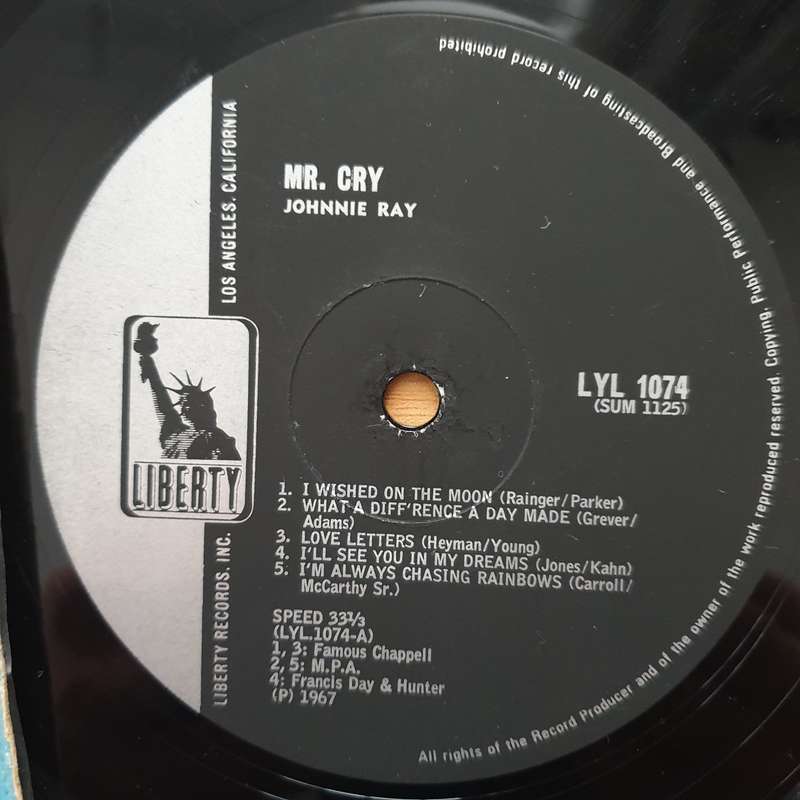 MR. CRY
JOHNNIE RAY
LOS ANGELES, CALIFORNIA
LIBERTY
LIBERTY RECORDS, INC.
LYL 1074
(SUM 1125)
1. I WISHED ON THE MOON (Rainger/Parker)
2. WHAT A DIFF'RENCE A DAY MADE (Grever/
Adams)
3. LOVE LETTERS (Heyman/Young)
4. I'LL SEE YOU IN MY DREAMS (Jones/Kahn)
5. I'M ALWAYS CHASING RAINBOWS (Carroll/
McCarthy Sr.)
SPEED 33⅓
(LYL.1074-A)
1, 3: Famous Chappell
2, 5: M.P.A.
4: Francis Day & Hunter
(P) 1967
All rights of the Record Producer and of the owner of the work reproduced reserved. Copying, Public Performance and Broadcasting of this record prohibited